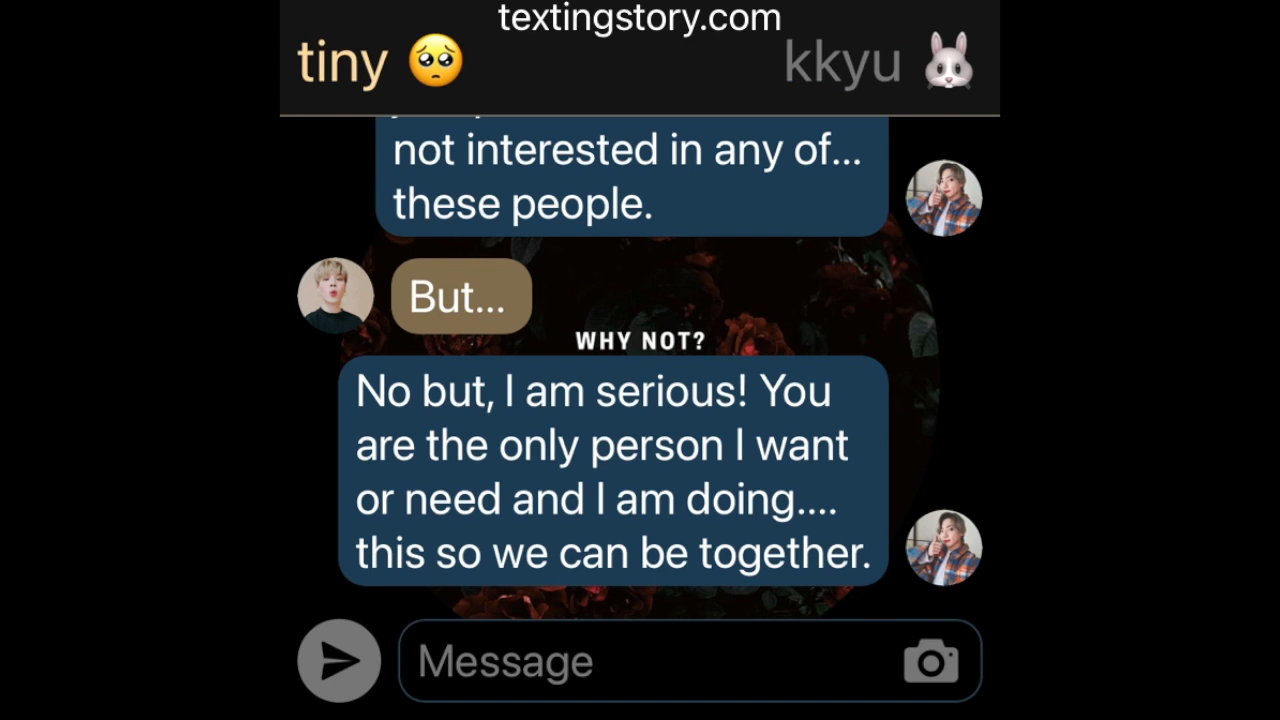 textingstory.com
tiny 🥺
kkyu 🐰
not interested in any of...
these people.
But...
WHY NOT?
No but, I am serious! You
are the only person I want
or need and I am doing....
this so we can be together.
Message